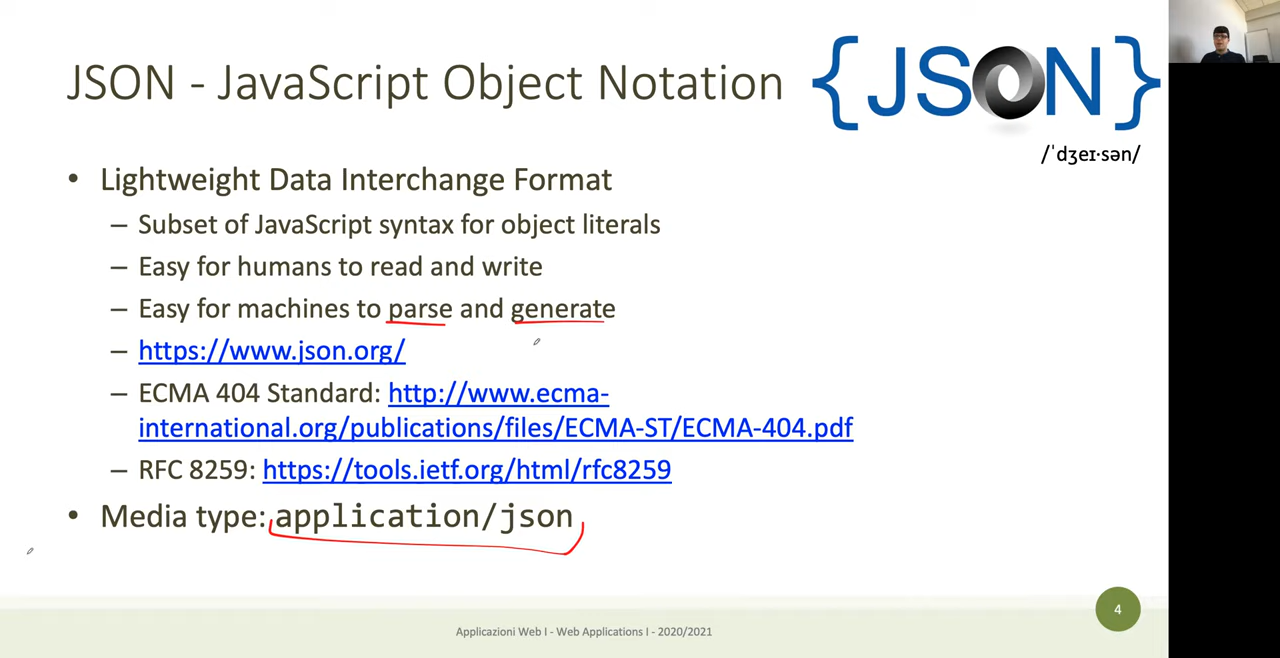 JSON - JavaScript Object Notation
{JSON}
/ˈdʒeɪ·sən/
• Lightweight Data Interchange Format
– Subset of JavaScript syntax for object literals
– Easy for humans to read and write
– Easy for machines to parse and generate
– https://www.json.org/
– ECMA 404 Standard: http://www.ecma-
international.org/publications/files/ECMA-ST/ECMA-404.pdf
– RFC 8259: https://tools.ietf.org/html/rfc8259
• Media type: application/json
4
Applicazioni Web I - Web Applications I - 2020/2021